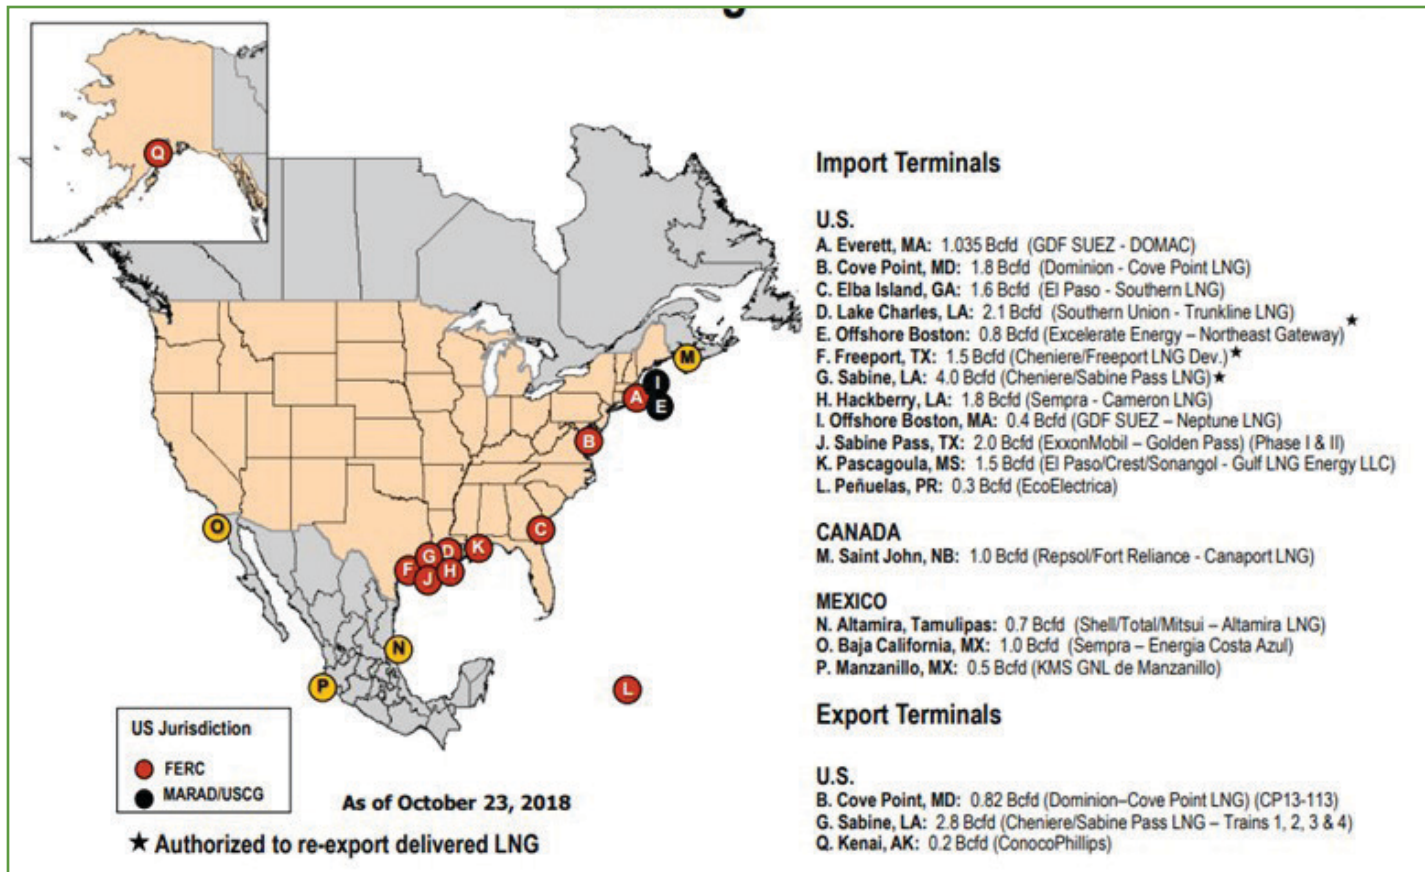 Q
M
I
A
E
B
O
C
G
D
K
F
J
H
N
P
L
US Jurisdiction
FERC
MARAD/USCG
As of October 23, 2018
★ Authorized to re-export delivered LNG
Import Terminals
U.S.
A. Everett, MA: 1.035 Bcfd (GDF SUEZ - DOMAC)
B. Cove Point, MD: 1.8 Bcfd (Dominion - Cove Point LNG)
C. Elba Island, GA: 1.6 Bcfd (El Paso - Southern LNG)
D. Lake Charles, LA: 2.1 Bcfd (Southern Union - Trunkline LNG)
E. Offshore Boston: 0.8 Bcfd (Excelerate Energy – Northeast Gateway) ★
F. Freeport, TX: 1.5 Bcfd (Cheniere/Freeport LNG Dev.) ★
G. Sabine, LA: 4.0 Bcfd (Cheniere/Sabine Pass LNG) ★
H. Hackberry, LA: 1.8 Bcfd (Sempra - Cameron LNG)
I. Offshore Boston, MA: 0.4 Bcfd (GDF SUEZ – Neptune LNG)
J. Sabine Pass, TX: 2.0 Bcfd (ExxonMobil – Golden Pass) (Phase I & II)
K. Pascagoula, MS: 1.5 Bcfd (El Paso/Crest/Sonangol - Gulf LNG Energy LLC)
L. Peñuelas, PR: 0.3 Bcfd (EcoElectrica)
CANADA
M. Saint John, NB: 1.0 Bcfd (Repsol/Fort Reliance - Canaport LNG)
MEXICO
N. Altamira, Tamulipas: 0.7 Bcfd (Shell/Total/Mitsui – Altamira LNG)
O. Baja California, MX: 1.0 Bcfd (Sempra – Energia Costa Azul)
P. Manzanillo, MX: 0.5 Bcfd (KMS GNL de Manzanillo)
Export Terminals
U.S.
B. Cove Point, MD: 0.82 Bcfd (Dominion–Cove Point LNG) (CP13-113)
G. Sabine, LA: 2.8 Bcfd (Cheniere/Sabine Pass LNG – Trains 1, 2, 3 & 4)
Q. Kenai, AK: 0.2 Bcfd (ConocoPhillips)